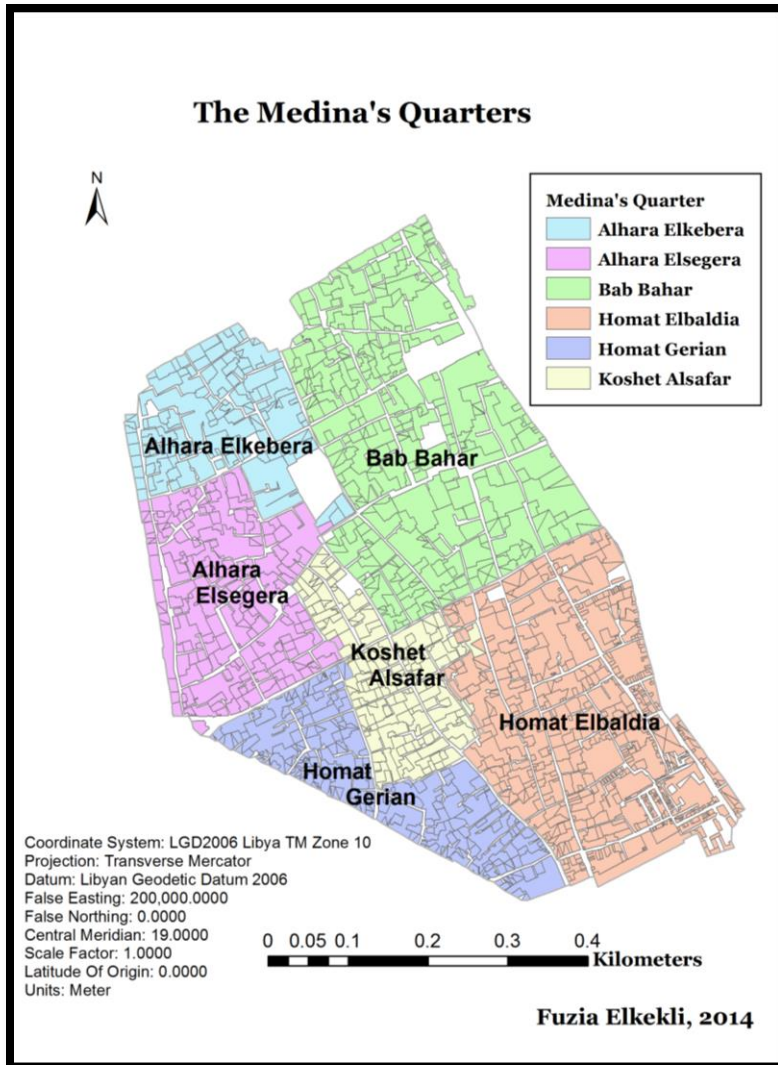 The Medina's Quarters
N
Medina's Quarter
Alhara Elkebera
Alhara Elsegera
Bab Bahar
Homat Elbaldia
Homat Gerian
Koshet Alsafar
Alhara Elkebera
Bab Bahar
Alhara
Elsegera
Koshet
Alsafar
Homat Elbaldia
Homat
Gerian
Coordinate System: LGD2006 Libya TM Zone 10
Projection: Transverse Mercator
Datum: Libyan Geodetic Datum 2006
False Easting: 200,000.0000
False Northing: 0.0000
Central Meridian: 19.0000
Scale Factor: 1.0000
Latitude Of Origin: 0.0000
Units: Meter
0 0.05 0.1 0.2 0.3 0.4
Kilometers
Fuzia Elkekli, 2014